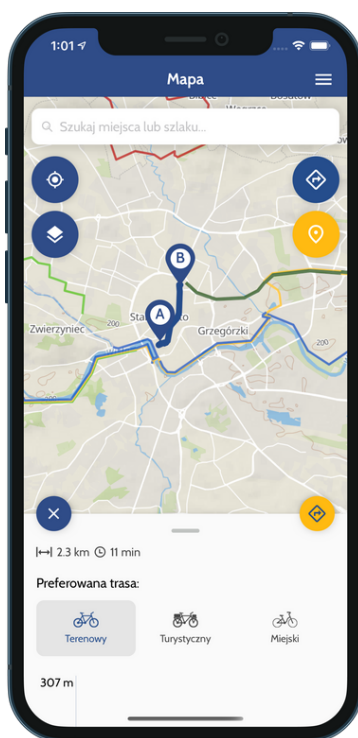 1:01
Mapa
Szukaj miejsca lub szlaku...
B
A
Zwierzyniec
200
Grzegórzki
200
2.3 km 11 min
Preferowana trasa:
Terenowy
Turystyczny
Miejski
307 m